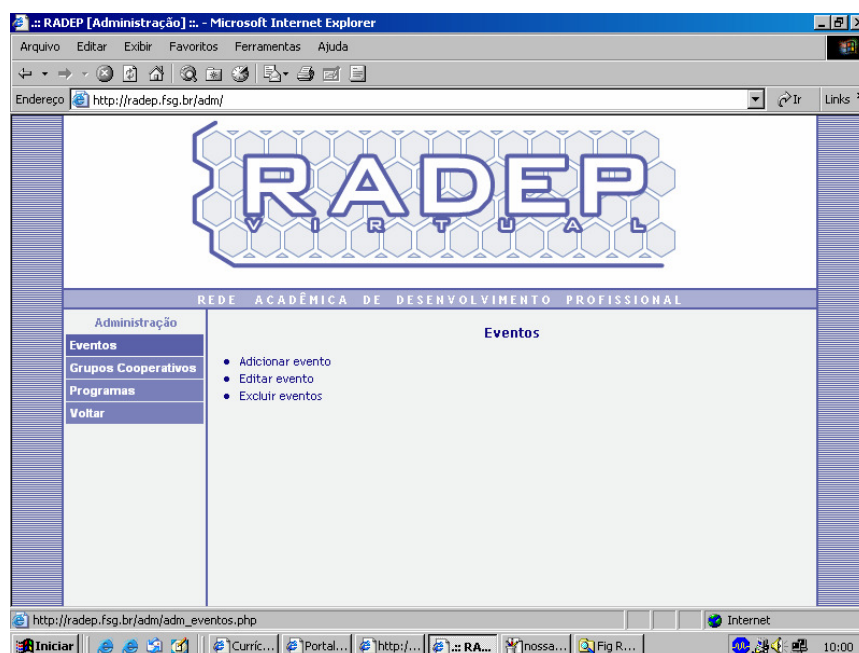 .:: RADEP [Administração] ::. - Microsoft Internet Explorer
Arquivo Editar Exibir Favoritos Ferramentas Ajuda
Endereço http://radep.fsg.br/adm/ Ir Links
RADEP
VIRTUAL
REDE ACADÊMICA DE DESENVOLVIMENTO PROFISSIONAL
Administração
Eventos
Grupos Cooperativos
Programas
Voltar
Eventos
Adicionar evento
Editar evento
Excluir eventos
http://radep.fsg.br/adm/adm_eventos.php Internet
Iniciar Curríc... Portal... http:/... .:: RA... nossa... Fig R... 10:00